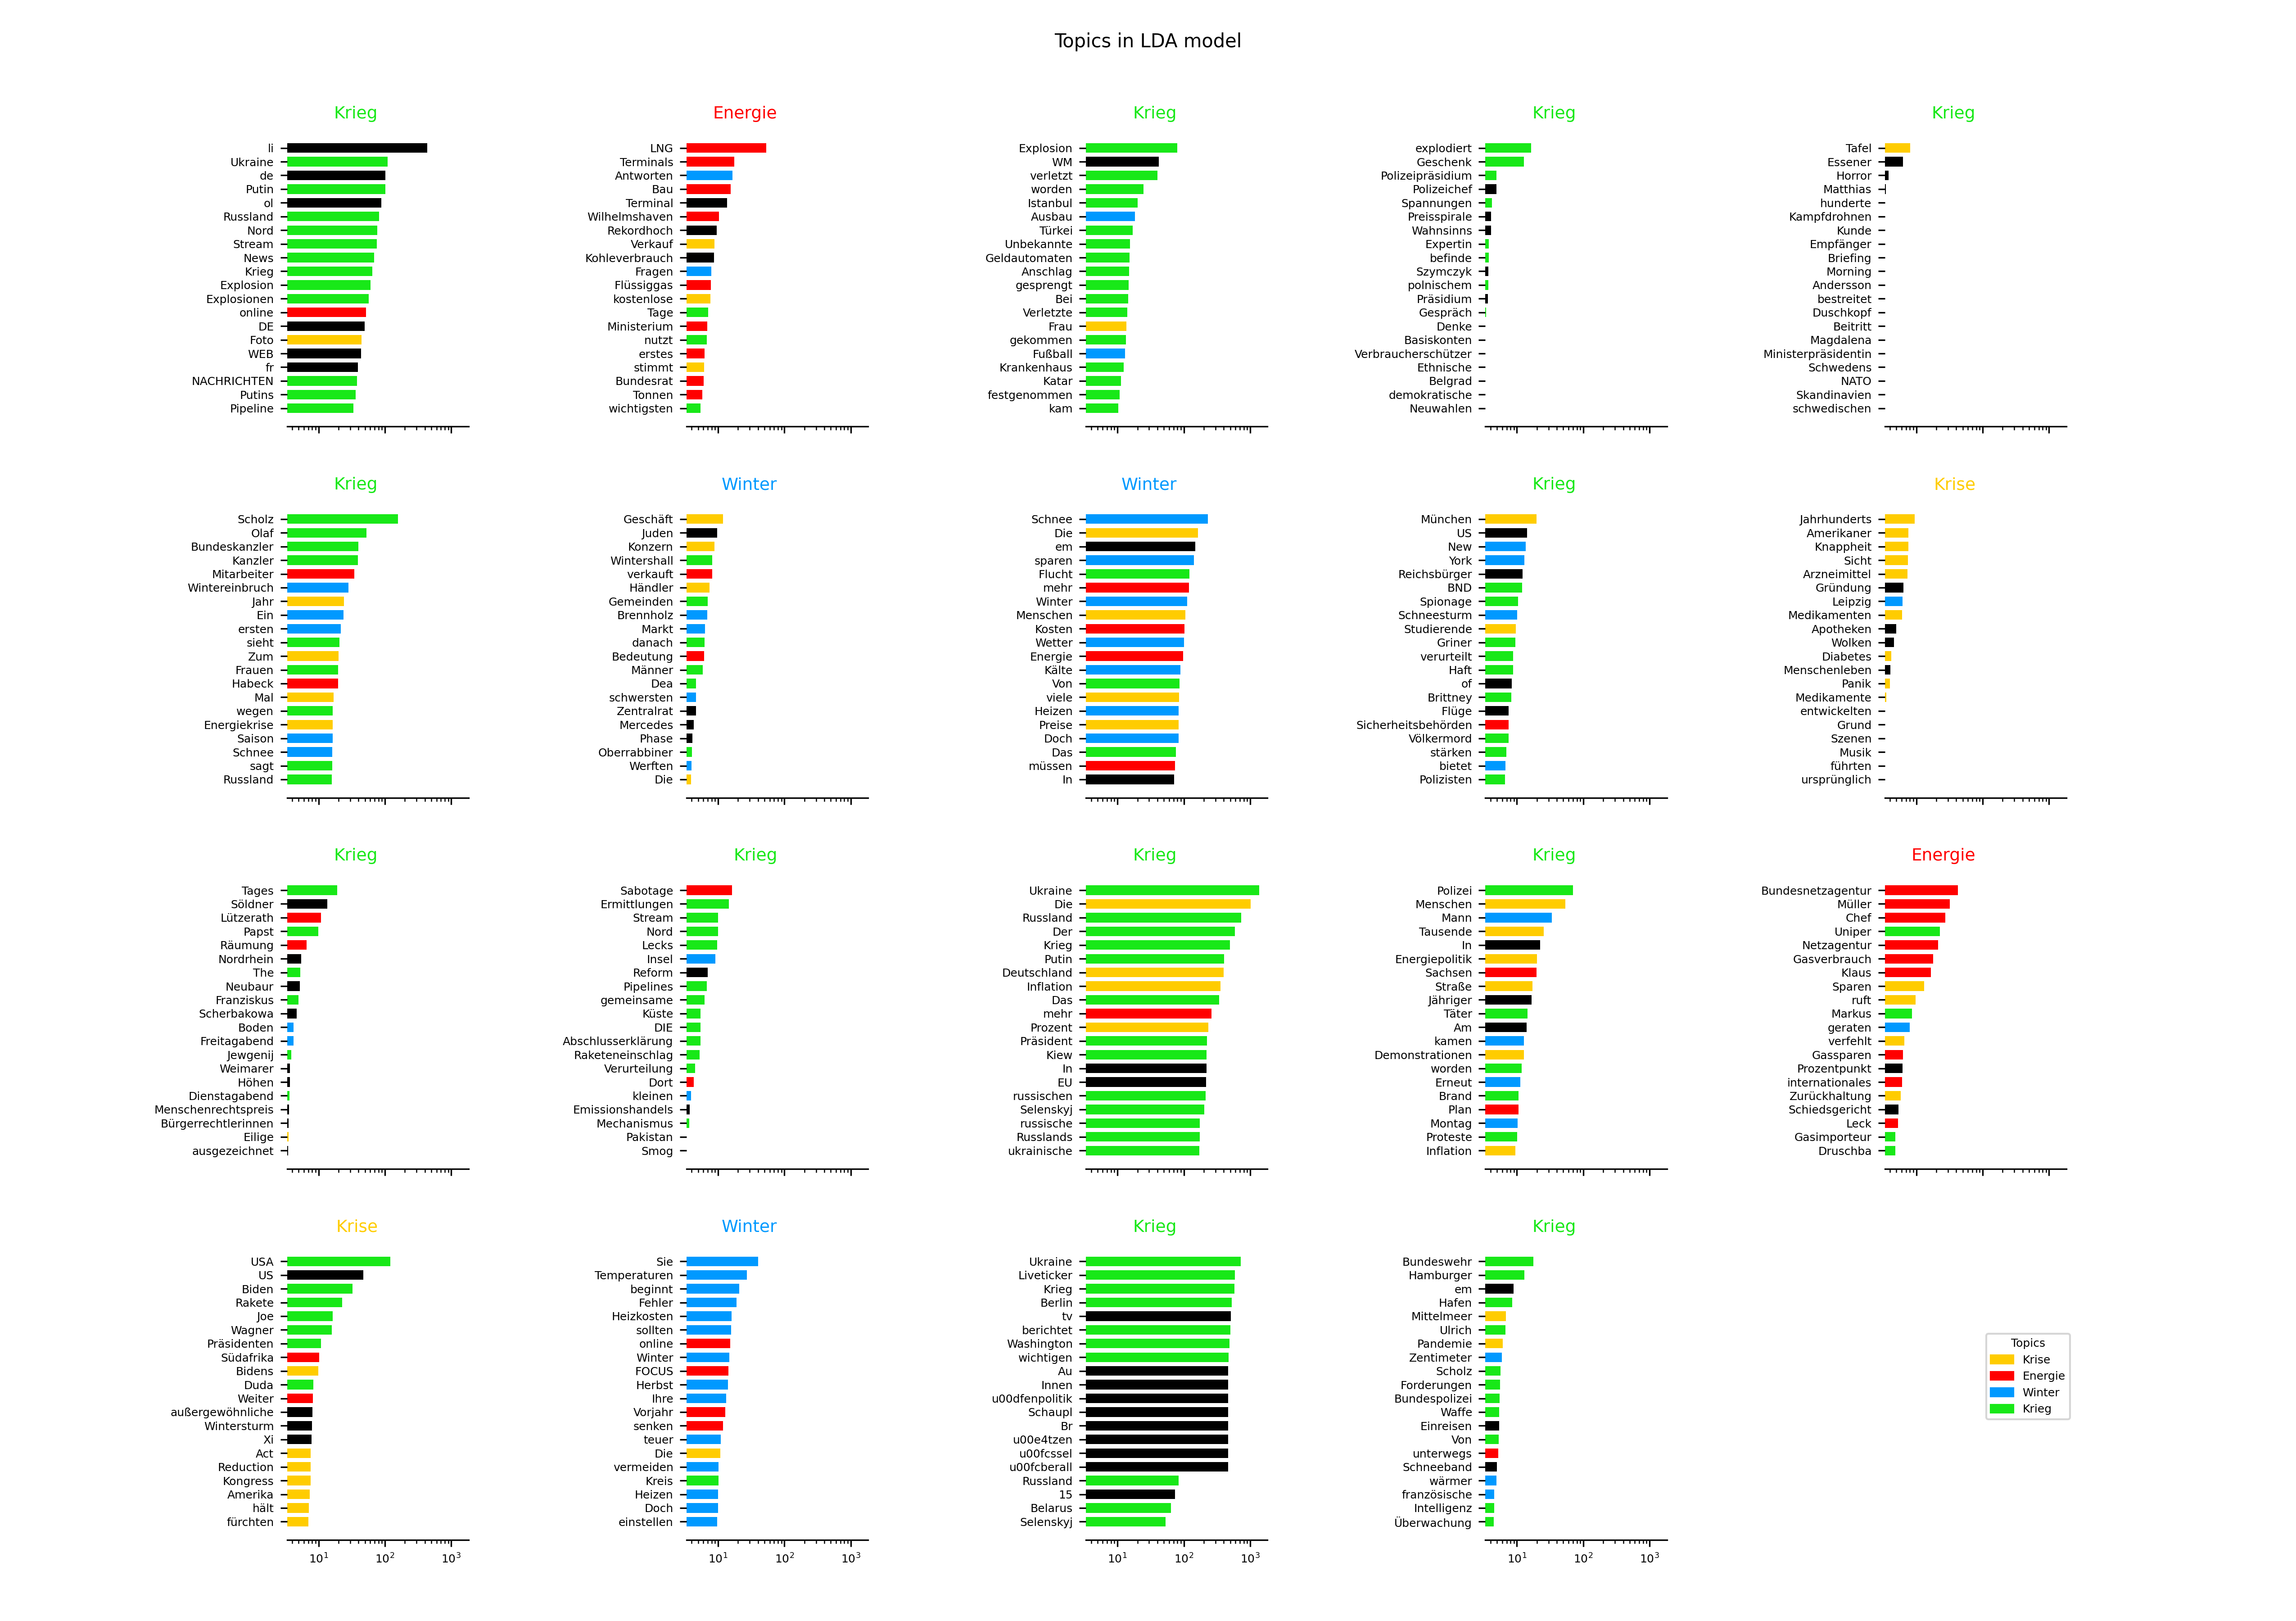 Topics in LDA model
Krieg
li
Ukraine
de
Putin
ol
Russland
Nord
Stream
News
Krieg
Explosion
Explosionen
online
DE
Foto
WEB
fr
NACHRICHTEN
Putins
Pipeline
Energie
LNG
Terminals
Antworten
Bau
Terminal
Wilhelmshaven
Rekordhoch
Verkauf
Kohleverbrauch
Fragen
Flüssiggas
kostenlose
Tage
Ministerium
nutzt
erstes
stimmt
Bundesrat
Tonnen
wichtigsten
Krieg
Explosion
WM
verletzt
worden
Istanbul
Ausbau
Türkei
Unbekannte
Geldautomaten
Anschlag
gesprengt
Bei
Verletzte
Frau
gekommen
Fußball
Krankenhaus
Katar
festgenommen
kam
Krieg
explodiert
Geschenk
Polizeipräsidium
Polizeichef
Spannungen
Preisspirale
Wahnsinns
Expertin
befinde
Szymczyk
polnischem
Präsidium
Gespräch
Denke
Basiskonten
Verbraucherschützer
Ethnische
Belgrad
demokratische
Neuwahlen
Krieg
Tafel
Essener
Horror
Matthias
hunderte
Kampfdrohnen
Kunde
Empfänger
Briefing
Morning
Andersson
bestreitet
Duschkopf
Beitritt
Magdalena
Ministerpräsidentin
Schwedens
NATO
Skandinavien
schwedischen
Krieg
Scholz
Olaf
Bundeskanzler
Kanzler
Mitarbeiter
Wintereinbruch
Jahr
Ein
ersten
sieht
Zum
Frauen
Habeck
Mal
wegen
Energiekrise
Saison
Schnee
sagt
Russland
Winter
Geschäft
Juden
Konzern
Wintershall
verkauft
Händler
Gemeinden
Brennholz
Markt
danach
Bedeutung
Männer
Dea
schwersten
Zentralrat
Mercedes
Phase
Oberrabbiner
Werften
Die
Winter
Schnee
Die
em
sparen
Flucht
mehr
Winter
Menschen
Kosten
Wetter
Energie
Kälte
Von
viele
Heizen
Preise
Doch
Das
müssen
In
Krieg
München
US
New
York
Reichsbürger
BND
Spionage
Schneesturm
Studierende
Griner
verurteilt
Haft
of
Brittney
Flüge
Sicherheitsbehörden
Völkermord
stärken
bietet
Polizisten
Krise
Jahrhunderts
Amerikaner
Knappheit
Sicht
Arzneimittel
Gründung
Leipzig
Medikamenten
Apotheken
Wolken
Diabetes
Menschenleben
Panik
Medikamente
entwickelten
Grund
Szenen
Musik
führten
ursprünglich
Krieg
Tages
Söldner
Lützerath
Papst
Räumung
Nordrhein
The
Neubaur
Franziskus
Scherbakowa
Boden
Freitagabend
Jewgenij
Weimarer
Höhen
Dienstagabend
Menschenrechtspreis
Bürgerrechtlerinnen
Eilige
ausgezeichnet
Krieg
Sabotage
Ermittlungen
Stream
Nord
Lecks
Insel
Reform
Pipelines
gemeinsame
Küste
DIE
Abschlusserklärung
Raketeneinschlag
Verurteilung
Dort
kleinen
Emissionshandels
Mechanismus
Pakistan
Smog
Krieg
Ukraine
Die
Russland
Der
Krieg
Putin
Deutschland
Inflation
Das
mehr
Prozent
Präsident
Kiew
In
EU
russischen
Selenskyj
russische
Russlands
ukrainische
Krieg
Polizei
Menschen
Mann
Tausende
In
Energiepolitik
Sachsen
Straße
Jähriger
Täter
Am
kamen
Demonstrationen
worden
Erneut
Brand
Plan
Montag
Proteste
Inflation
Energie
Bundesnetzagentur
Müller
Chef
Uniper
Netzagentur
Gasverbrauch
Klaus
Sparen
ruft
Markus
geraten
verfehlt
Gassparen
Prozentpunkt
internationales
Zurückhaltung
Schiedsgericht
Leck
Gasimporteur
Druschba
Krise
USA
US
Biden
Rakete
Joe
Wagner
Präsidenten
Südafrika
Bidens
Duda
Weiter
außergewöhnliche
Wintersturm
Xi
Act
Reduction
Kongress
Amerika
hält
fürchten
10¹ 10² 10³
Winter
Sie
Temperaturen
beginnt
Fehler
Heizkosten
sollten
online
Winter
FOCUS
Herbst
Ihre
Vorjahr
senken
teuer
Die
vermeiden
Kreis
Heizen
Doch
einstellen
10¹ 10² 10³
Krieg
Ukraine
Liveticker
Krieg
Berlin
tv
berichtet
Washington
wichtigen
Au
Innen
u00dfenpolitik
Schaupl
Br
u00e4tzen
u00fcssel
u00fcberall
Russland
15
Belarus
Selenskyj
10¹ 10² 10³
Krieg
Bundeswehr
Hamburger
em
Hafen
Mittelmeer
Ulrich
Pandemie
Zentimeter
Scholz
Forderungen
Bundespolizei
Waffe
Einreisen
Von
unterwegs
Schneeband
wärmer
französische
Intelligenz
Überwachung
10¹ 10² 10³
Topics
Krise
Energie
Winter
Krieg